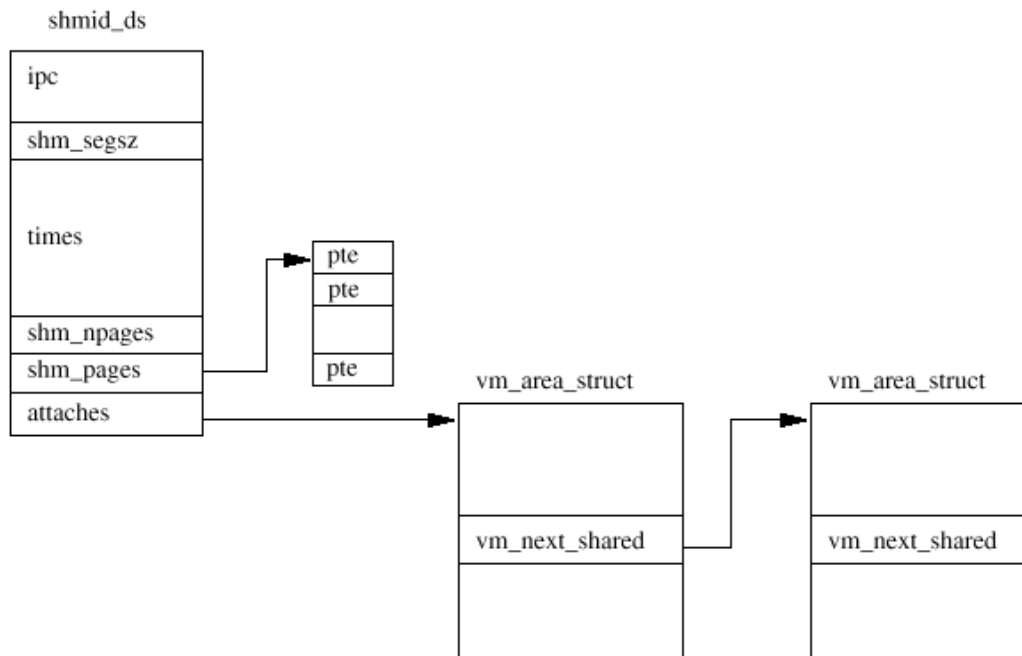 shmid_ds
ipc
shm_segsz
times
shm_npages
shm_pages
attaches
pte
pte
pte
vm_area_struct
vm_next_shared
vm_area_struct
vm_next_shared